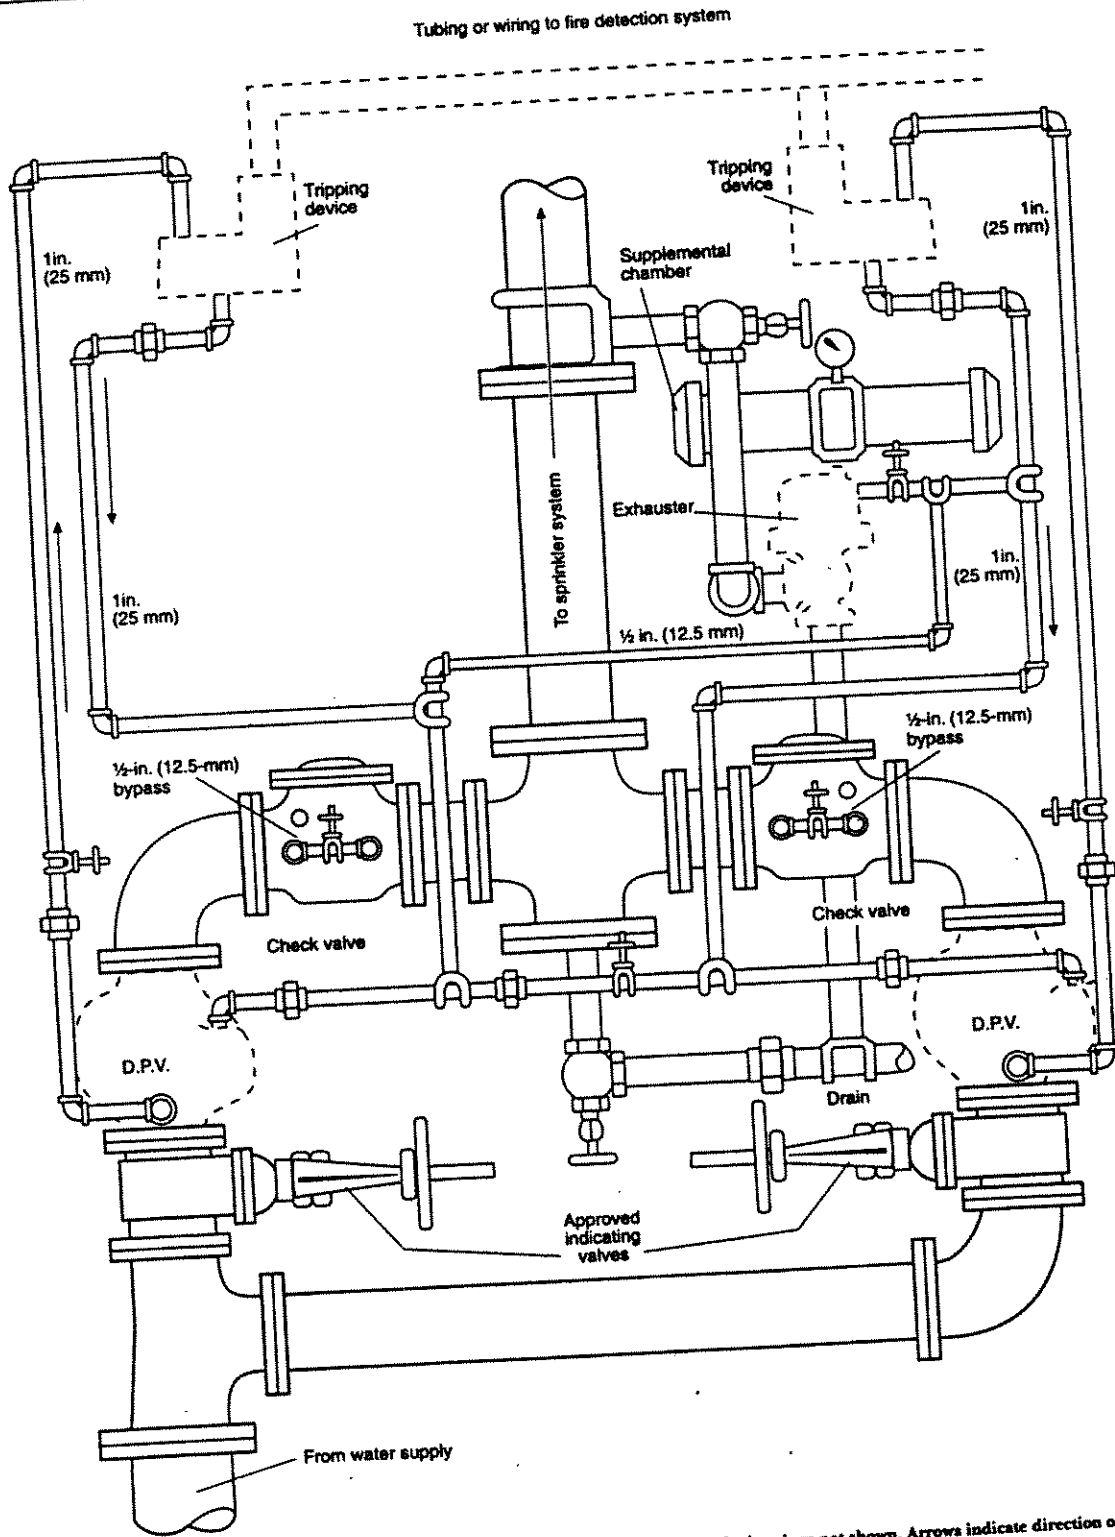 Tubing or wiring to fire detection system
Tripping
device
Tripping
device
1in.
(25 mm)
1in.
(25 mm)
Supplemental
chamber
To sprinkler system
Exhauster
1in.
(25 mm)
1in.
(25 mm)
½ in. (12.5 mm)
½-in. (12.5-mm)
bypass
½-in. (12.5-mm)
bypass
Check valve
Check valve
D.P.V.
D.P.V.
Drain
Approved
indicating
valves
From water supply
not shown. Arrows indicate direction